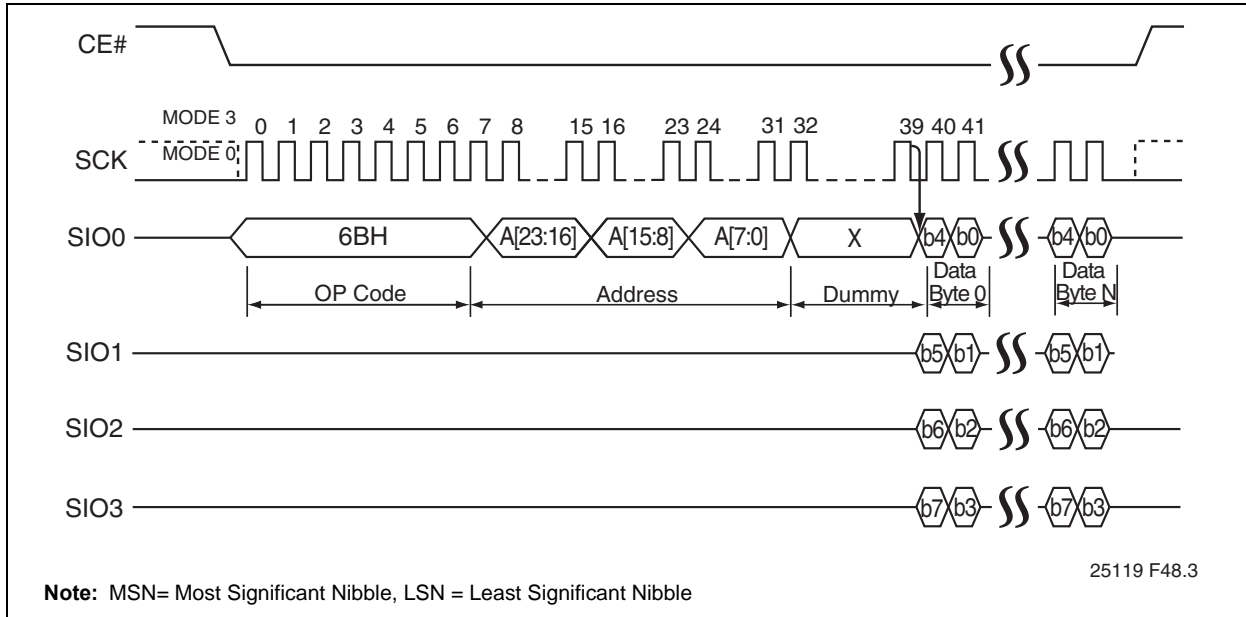 CE#
MODE 3
0 1 2 3 4 5 6 7 8 15 16 23 24 31 32 39 40 41
SCK MODE 0
SIO0 6BH A[23:16] A[15:8] A[7:0] X b4 b0 b4 b0
OP Code Address Dummy Data Byte 0 Data Byte N
SIO1 b5 b1 b5 b1
SIO2 b6 b2 b6 b2
SIO3 b7 b3 b7 b3
25119 F48.3
Note: MSN= Most Significant Nibble, LSN = Least Significant Nibble